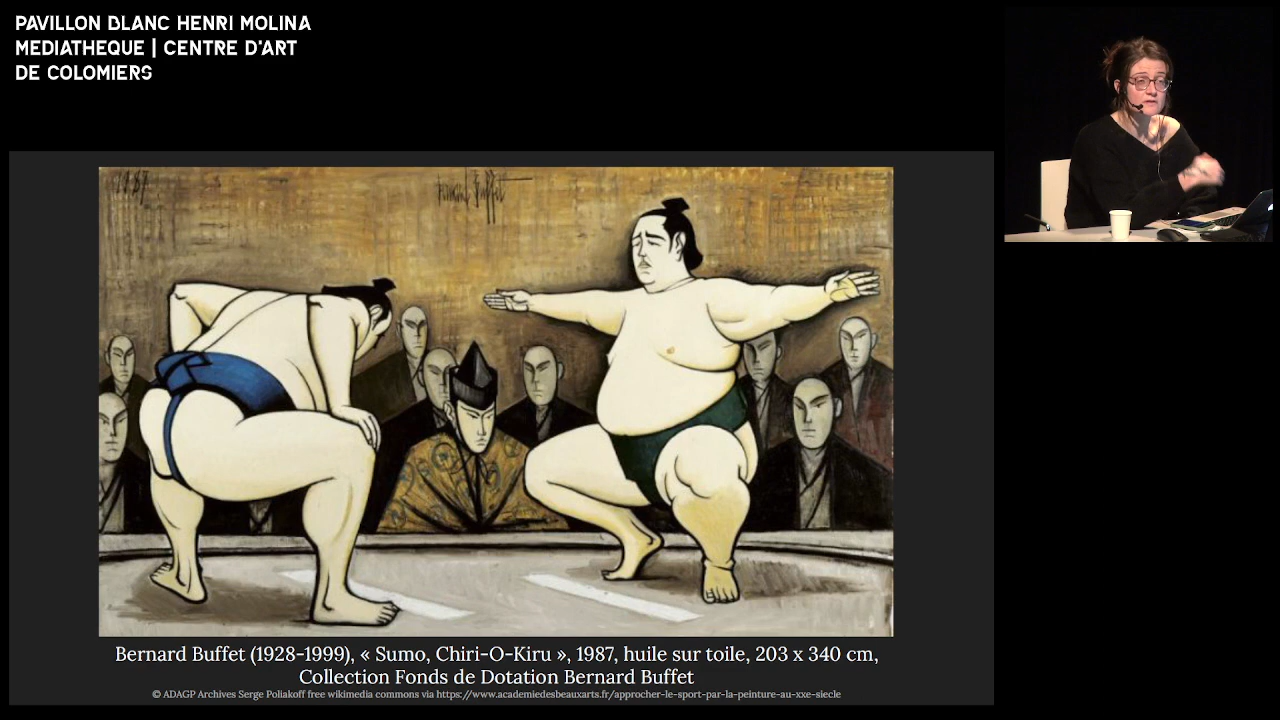 PAVILLON BLANC HENRI MOLINA
MEDIATHEQUE | CENTRE D'ART
DE COLOMIERS
Bernard Buffet
Bernard Buffet (1928-1999), « Sumo, Chiri-O-Kiru », 1987, huile sur toile, 203 x 340 cm,
Collection Fonds de Dotation Bernard Buffet
© ADAGP Archives Serge Poliakoff free wikimedia commons via https://www.academiedesbeauxarts.fr/approcher-le-sport-par-la-peinture-au-xxe-siecle